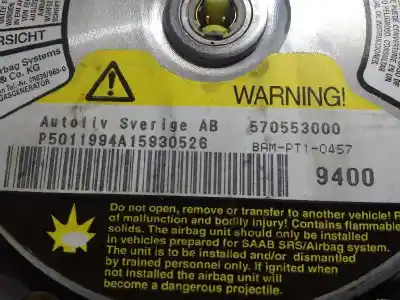 RSICHT
rbag Systems
& Co. KG
GASGENERATOR
WARNING!
Autoliv Sverige AB 570553000
P5011994A15930526 BAM-PT1-0457
9400
Do not open, remove or transfer to another vehicle!
of malfunction and bodily injury! Contains flammable
solids. The airbag unit should only be installed
in vehicles prepared for SAAB SRS/Airbag system.
The unit is to be installed and/or dismantled
by trained personnel only. If ignited when
not installed the airbag unit will
become a dangerous projectile.